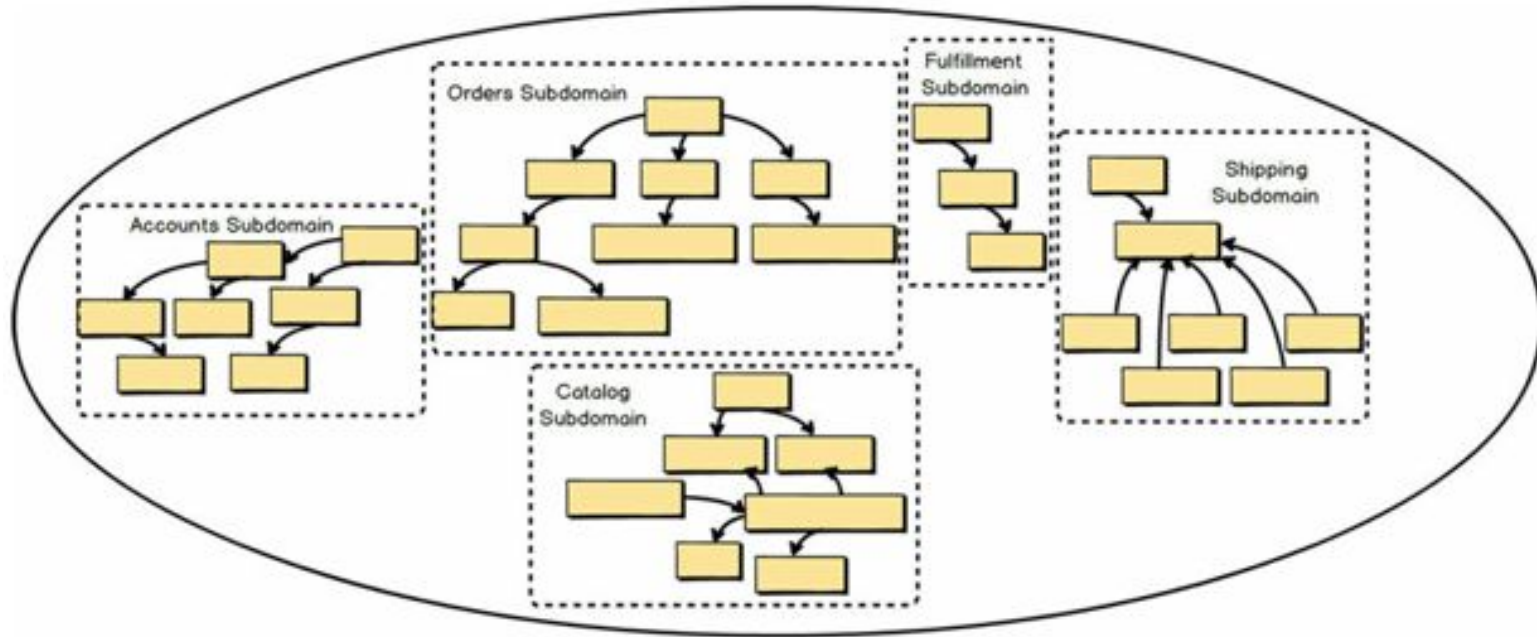 Orders Subdomain
Fulfillment
Subdomain
Shipping
Subdomain
Accounts Subdomain
Catalog
Subdomain